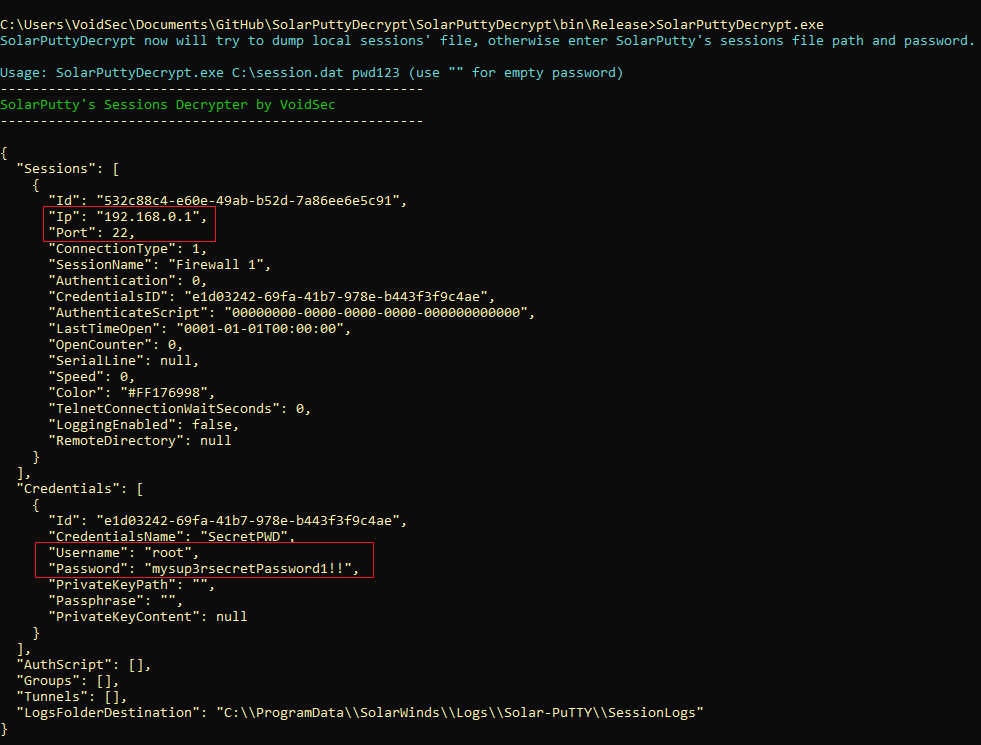 C:\Users\VoidSec\Documents\GitHub\SolarPuttyDecrypt\SolarPuttyDecrypt\bin\Release>SolarPuttyDecrypt.exe
SolarPuttyDecrypt now will try to dump local sessions' file, otherwise enter SolarPutty's sessions file path and password.

Usage: SolarPuttyDecrypt.exe C:\session.dat pwd123 (use "" for empty password)
-----------------------------------------------------
SolarPutty's Sessions Decrypter by VoidSec
-----------------------------------------------------

{
  "Sessions": [
    {
      "Id": "532c88c4-e60e-49ab-b52d-7a86ee6e5c91",
      "Ip": "192.168.0.1",
      "Port": 22,
      "ConnectionType": 1,
      "SessionName": "Firewall 1",
      "Authentication": 0,
      "CredentialsID": "e1d03242-69fa-41b7-978e-b443f3f9c4ae",
      "AuthenticateScript": "00000000-0000-0000-0000-000000000000",
      "LastTimeOpen": "0001-01-01T00:00:00",
      "OpenCounter": 0,
      "SerialLine": null,
      "Speed": 0,
      "Color": "#FF176998",
      "TelnetConnectionWaitSeconds": 0,
      "LoggingEnabled": false,
      "RemoteDirectory": null
    }
  ],
  "Credentials": [
    {
      "Id": "e1d03242-69fa-41b7-978e-b443f3f9c4ae",
      "CredentialsName": "SecretPWD",
      "Username": "root",
      "Password": "mysup3rsecretPassword1!!",
      "PrivateKeyPath": "",
      "Passphrase": "",
      "PrivateKeyContent": null
    }
  ],
  "AuthScript": [],
  "Groups": [],
  "Tunnels": [],
  "LogsFolderDestination": "C:\\ProgramData\\SolarWinds\\Logs\\Solar-PuTTY\\SessionLogs"
}